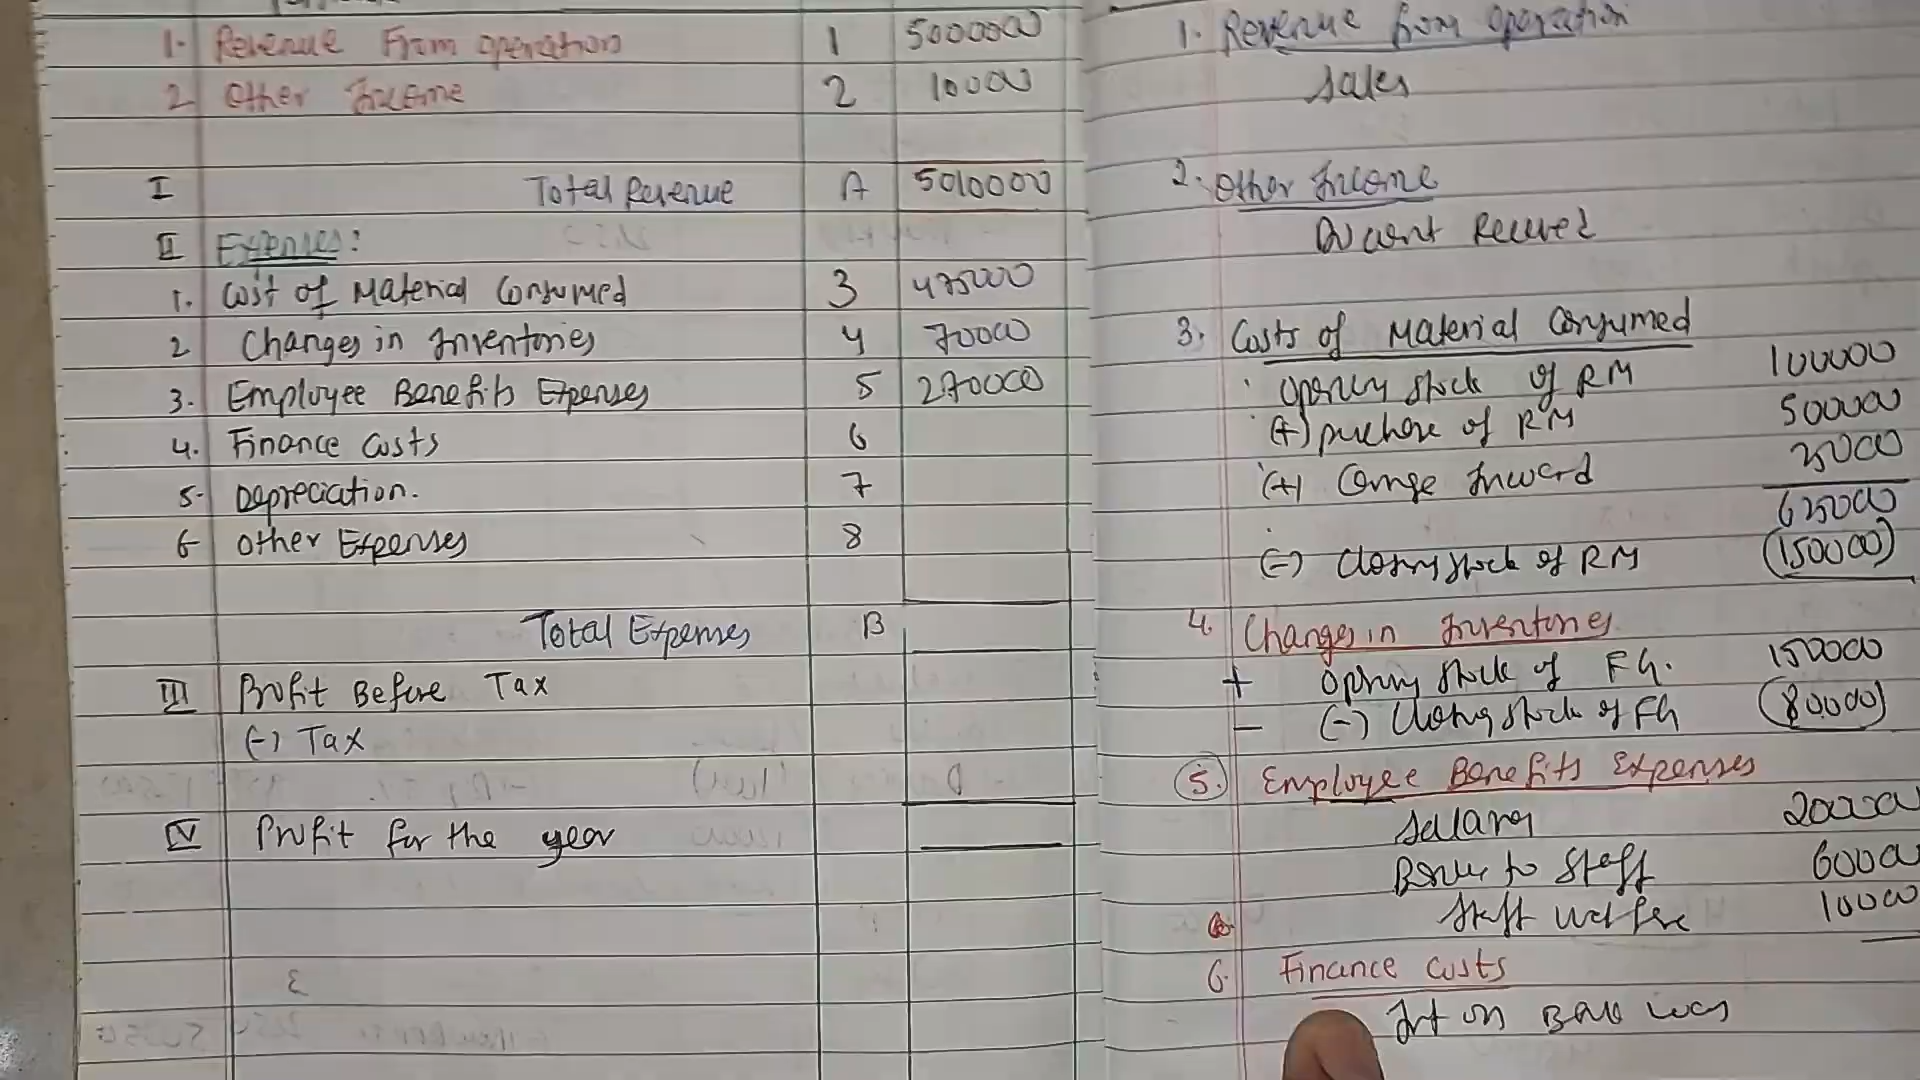 1. Revenue From operation 1 5000000
2 Other Income 2 10000
I Total Revenue A 5010000
II Expenses:
1. Cost of Material Consumed 3 475000
2 Changes in Inventories 4 70000
3. Employee Benefits Expenses 5 270000
4. Finance Costs 6
5- Depreciation. 7
6- Other Expenses 8
Total Expenses B
III Profit Before Tax
(-) Tax
IV Profit for the year
1. Revenue from operation
Sales
2. Other Income
Received
3. Costs of Material Consumed
Opening stock of RM 100000
(+) purchase of RM 500000
(+) Carriage Inward 25000
625000
(-) Closing stock of RM (150000)
4. Changes in Inventories
+ Opening stock of FG. 150000
- (-) Closing stock of FG (80,000)
5. Employee Benefits Expenses
Salary 200000
Bonus to Staff 60000
Staff welfare 10000
6. Finance Costs
Int on